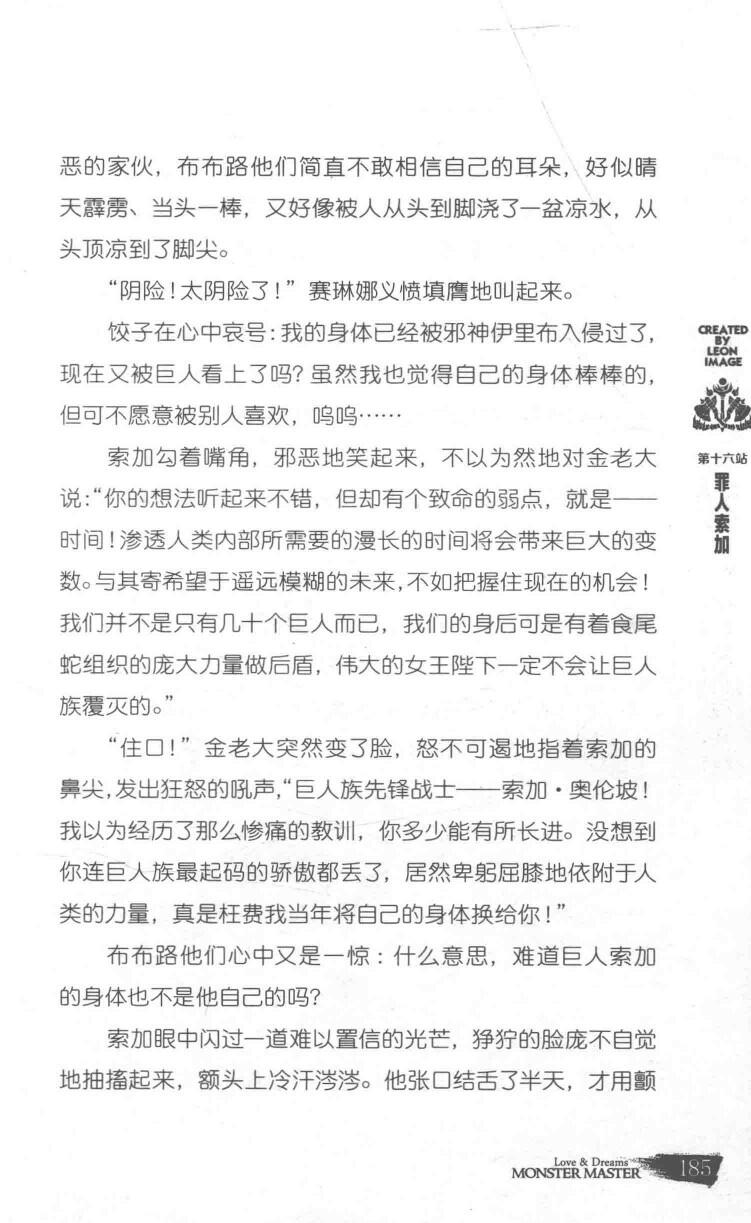 恶的家伙，布布路他们简直不敢相信自己的耳朵，好似晴
天霹雳、当头一棒，又好像被人从头到脚浇了一盆凉水，从
头顶凉到了脚尖。
“阴险！太阴险了！”赛琳娜义愤填膺地叫起来。
饺子在心中哀号：我的身体已经被邪神伊里布入侵过了，
现在又被巨人看上了吗？虽然我也觉得自己的身体棒棒的，
但可不愿意被别人喜欢，呜呜……
索加勾着嘴角，邪恶地笑起来，不以为然地对金老大
说：“你的想法听起来不错，但却有个致命的弱点，就是——
时间！渗透人类内部所需要的漫长的时间将会带来巨大的变
数。与其寄希望于遥远模糊的未来，不如把握住现在的机会！
我们并不是只有几十个巨人而已，我们的身后可是有着食尾
蛇组织的庞大力量做后盾，伟大的女王陛下一定不会让巨人
族覆灭的。”
“住口！”金老大突然变了脸，怒不可遏地指着索加的
鼻尖，发出狂怒的吼声，“巨人族先锋战士——索加·奥伦坡！
我以为经历了那么惨痛的教训，你多少能有所长进。没想到
你连巨人族最起码的骄傲都丢了，居然卑躬屈膝地依附于人
类的力量，真是枉费我当年将自己的身体换给你！”
布布路他们心中又是一惊：什么意思，难道巨人索加
的身体也不是他自己的吗？
索加眼中闪过一道难以置信的光芒，狰狞的脸庞不自觉
地抽搐起来，额头上冷汗涔涔。他张口结舌了半天，才用颤
CREATED
BY
LEON
IMAGE
第十六站
罪人索加
Love & Dreams
MONSTER MASTER
185